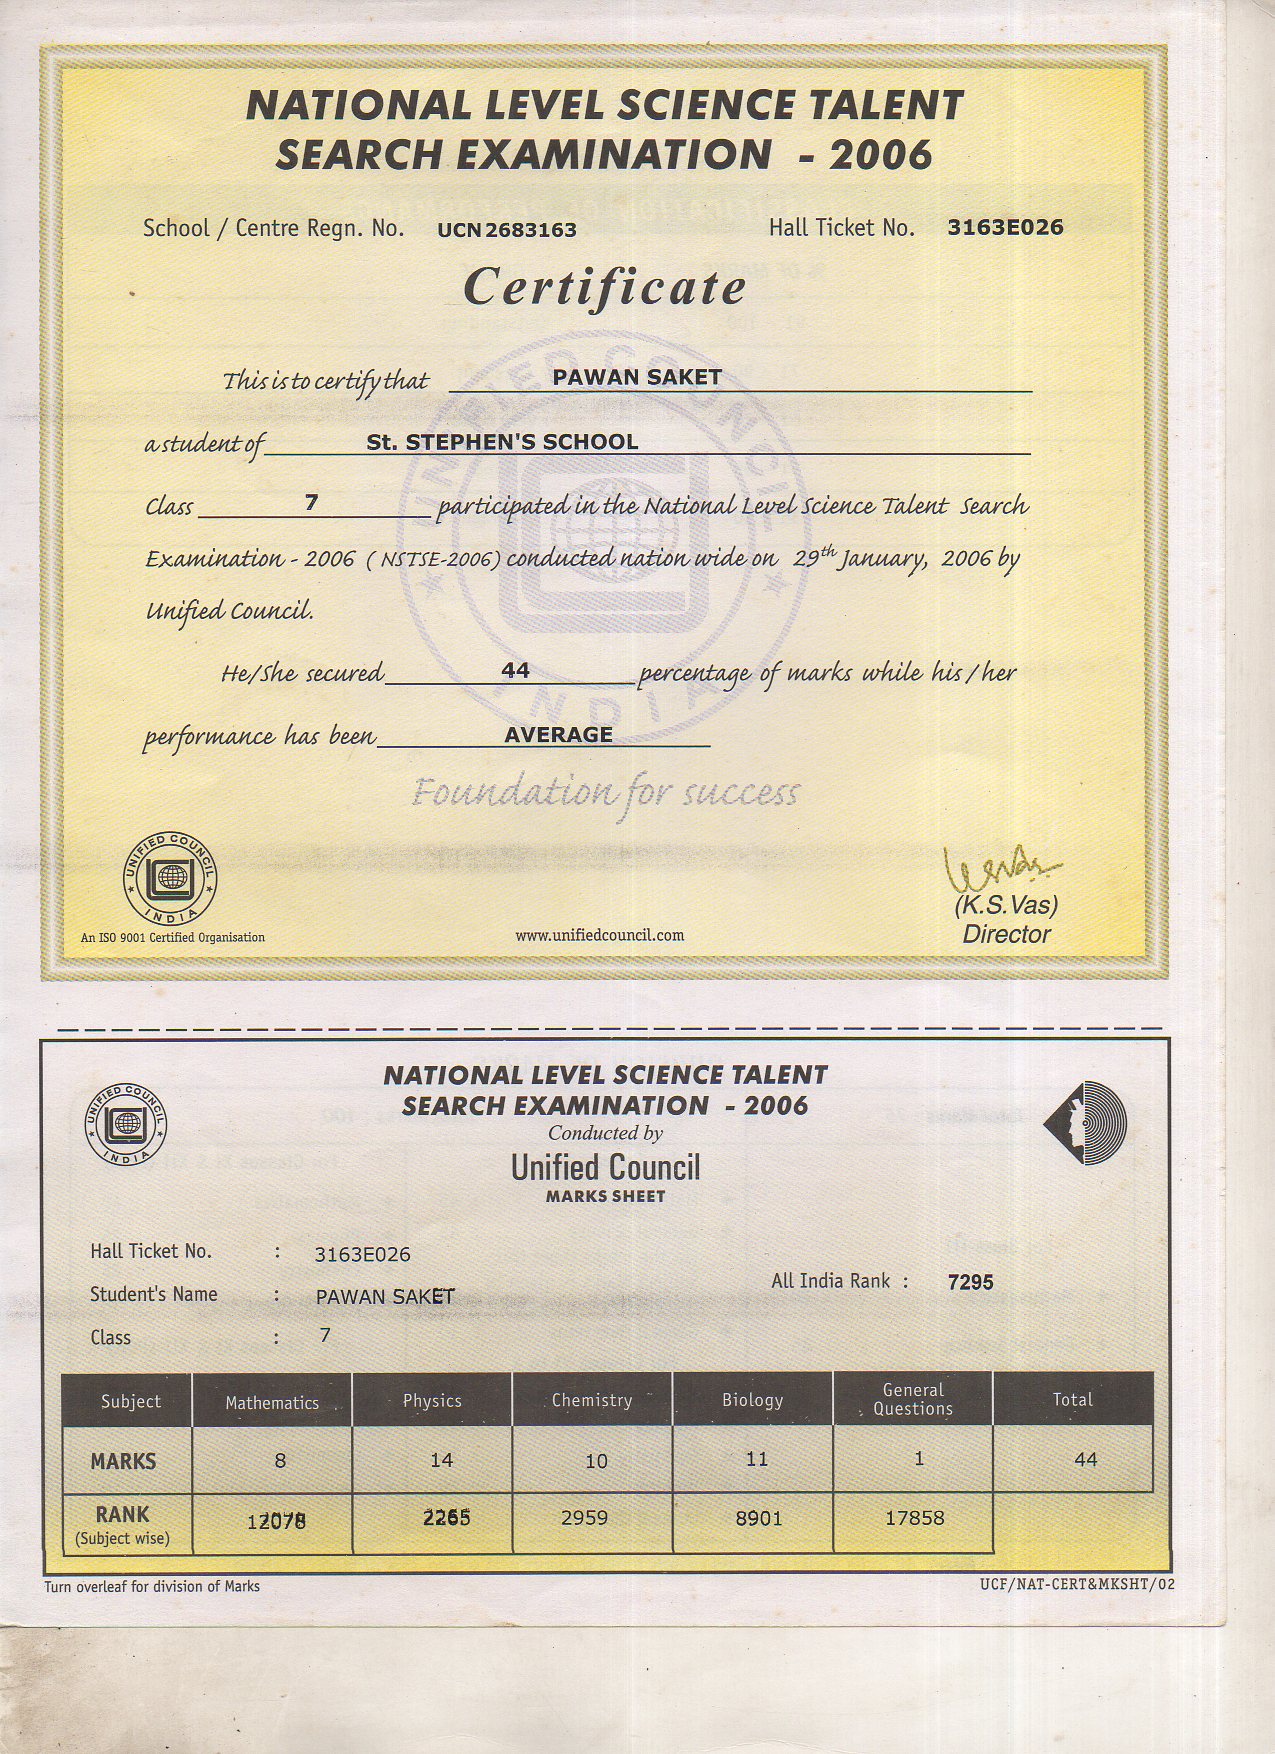 NATIONAL LEVEL SCIENCE TALENT
SEARCH EXAMINATION - 2006
School / Centre Regn. No. UCN2683163 Hall Ticket No. 3163E026
Certificate
This is to certify that PAWAN SAKET
a student of St. STEPHEN'S SCHOOL
Class 7 participated in the National Level Science Talent Search
Examination - 2006 ( NSTSE-2006) conducted nation wide on 29th January, 2006 by
Unified Council.
He/She secured 44 percentage of marks while his / her
performance has been AVERAGE
Foundation for success
UNIFIED COUNCIL
INDIA
UNIFIED COUNCIL
INDIA
(K.S. Vas)
Director
An ISO 9001 Certified Organisation www.unifiedcouncil.com
NATIONAL LEVEL SCIENCE TALENT
SEARCH EXAMINATION - 2006
Conducted by
Unified Council
MARKS SHEET
UNIFIED COUNCIL
INDIA
Hall Ticket No. : 3163E026
Student's Name : PAWAN SAKET
All India Rank : 7295
Class : 7
Subject Mathematics Physics Chemistry Biology General Questions Total
MARKS 8 14 10 11 1 44
RANK 2959 8901 17858
(Subject wise)
Turn overleaf for division of Marks UCF/NAT-CERT&MKSHT/02